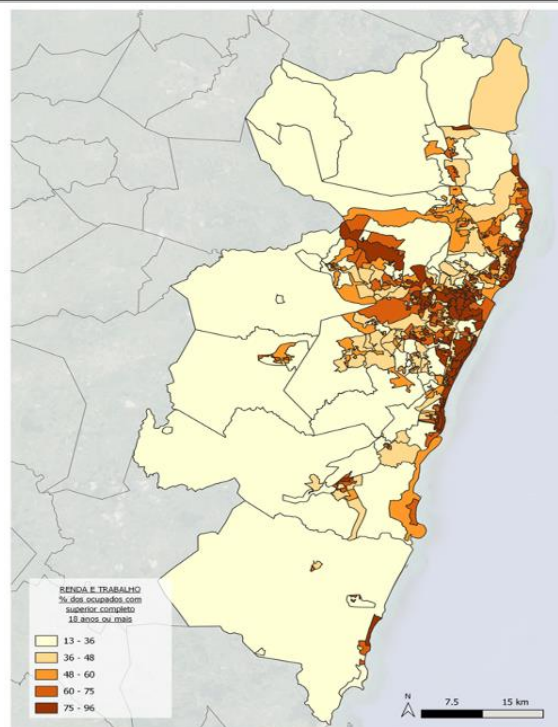 RENDA E TRABALHO
% dos ocupados com
superior completo
18 anos ou mais
13 - 36
36 - 48
48 - 60
60 - 75
75 - 96
N
7.5 15 km